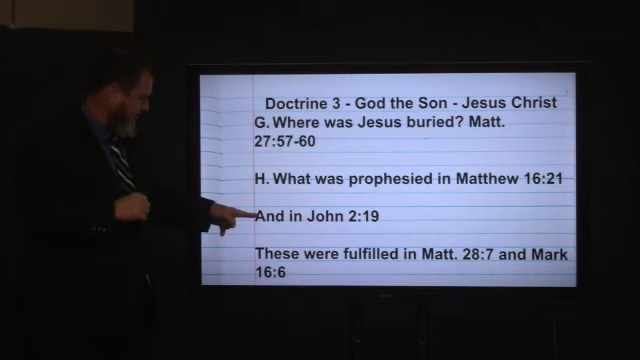 Doctrine 3 - God the Son - Jesus Christ
G. Where was Jesus buried? Matt.
27:57-60
H. What was prophesied in Matthew 16:21
And in John 2:19
These were fulfilled in Matt. 28:7 and Mark
16:6